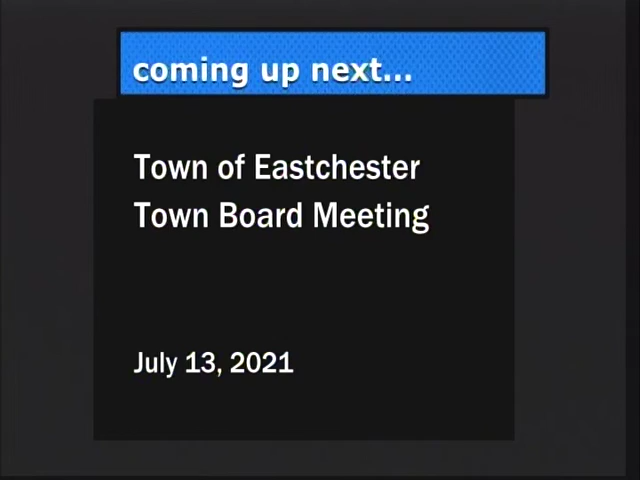 coming up next...
Town of Eastchester
Town Board Meeting
July 13, 2021